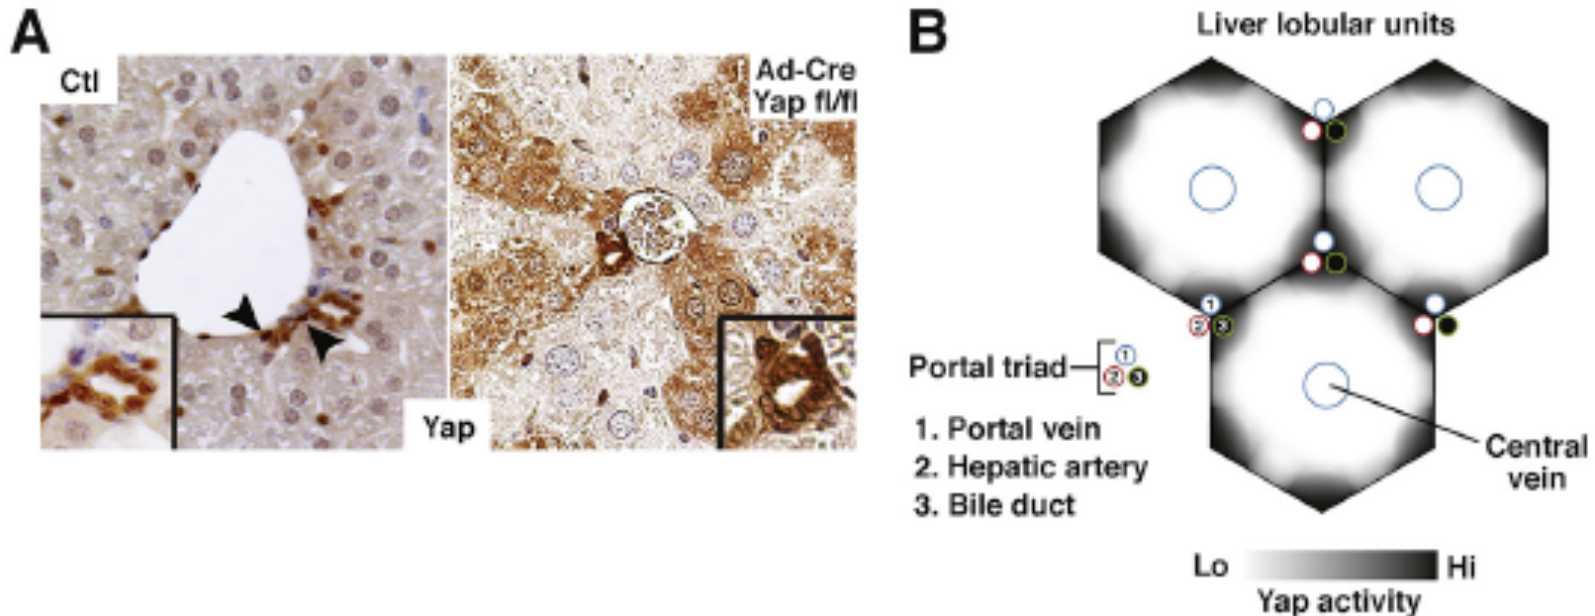 A
Ctl
Ad-Cre
Yap fl/fl
Yap
B
Liver lobular units
1
2
3
Portal triad
1
2
3
1. Portal vein
2. Hepatic artery
3. Bile duct
Central
vein
Lo
Hi
Yap activity